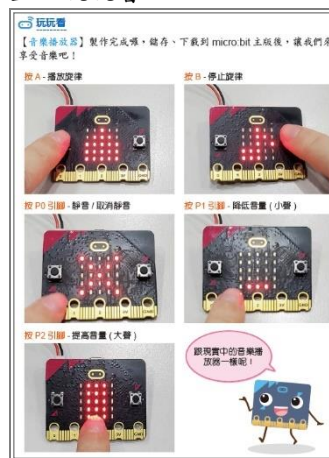 玩玩看
【音樂播放器】製作完成囉,儲存、下載到 micro:bit 主版後,讓我們來
享受音樂吧!
按 A - 播放旋律
按 B - 停止旋律
按 P0 引腳 - 靜音 / 取消靜音
按 P1 引腳 - 降低音量 ( 小聲 )
按 P2 引腳 - 提高音量 ( 大聲 )
跟現實中的音樂播
放器一樣呢!